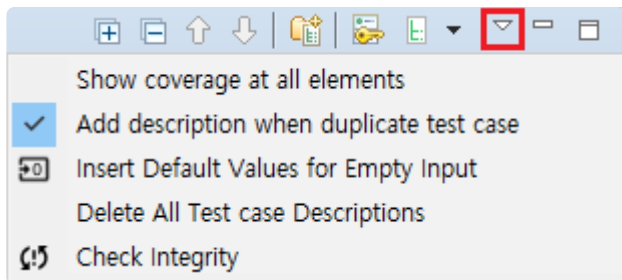 Show coverage at all elements
Add description when duplicate test case
Insert Default Values for Empty Input
Delete All Test case Descriptions
Check Integrity